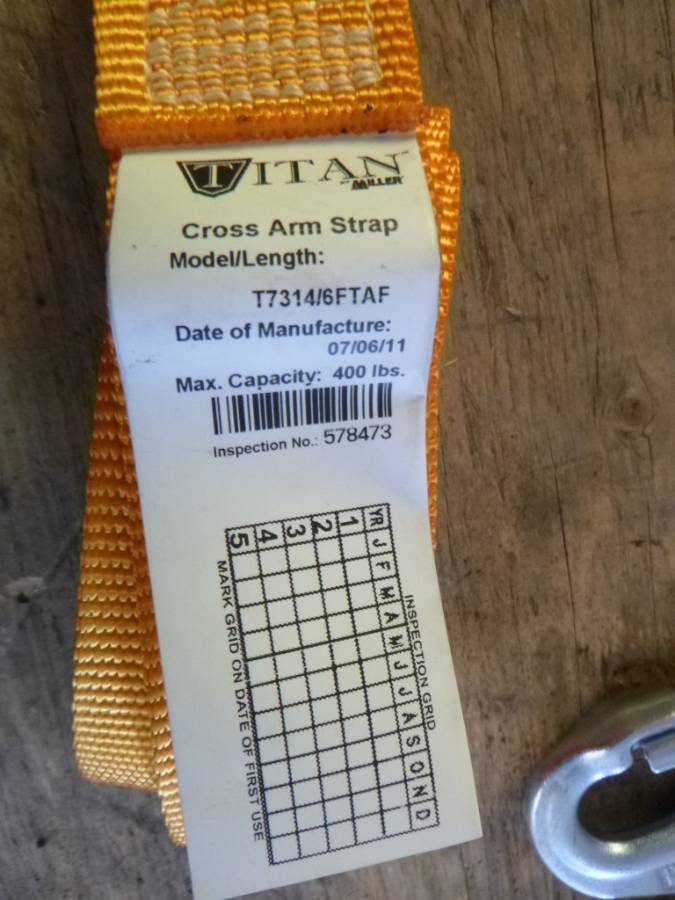 TITAN™
BY MILLER
Cross Arm Strap
Model/Length:
T7314/6FTAF
Date of Manufacture:
07/06/11
Max. Capacity: 400 lbs.
Inspection No.: 578473
INSPECTION GRID
YR J F M A M J J A S O N D
1
2
3
4
5
MARK GRID ON DATE OF FIRST USE